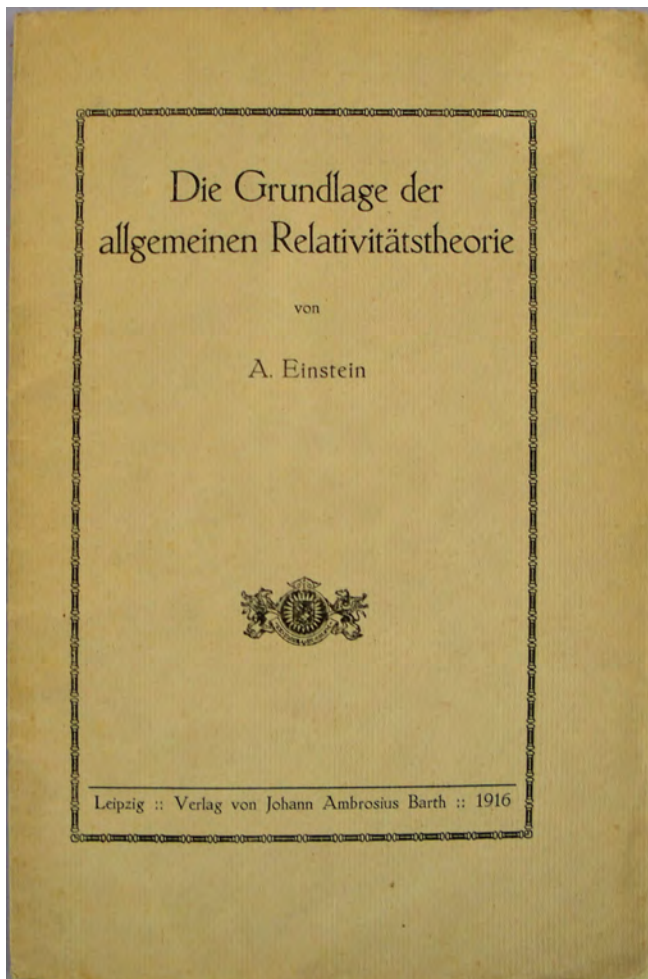 Die Grundlage der
allgemeinen Relativitätstheorie
von
A. Einstein
Leipzig :: Verlag von Johann Ambrosius Barth :: 1916